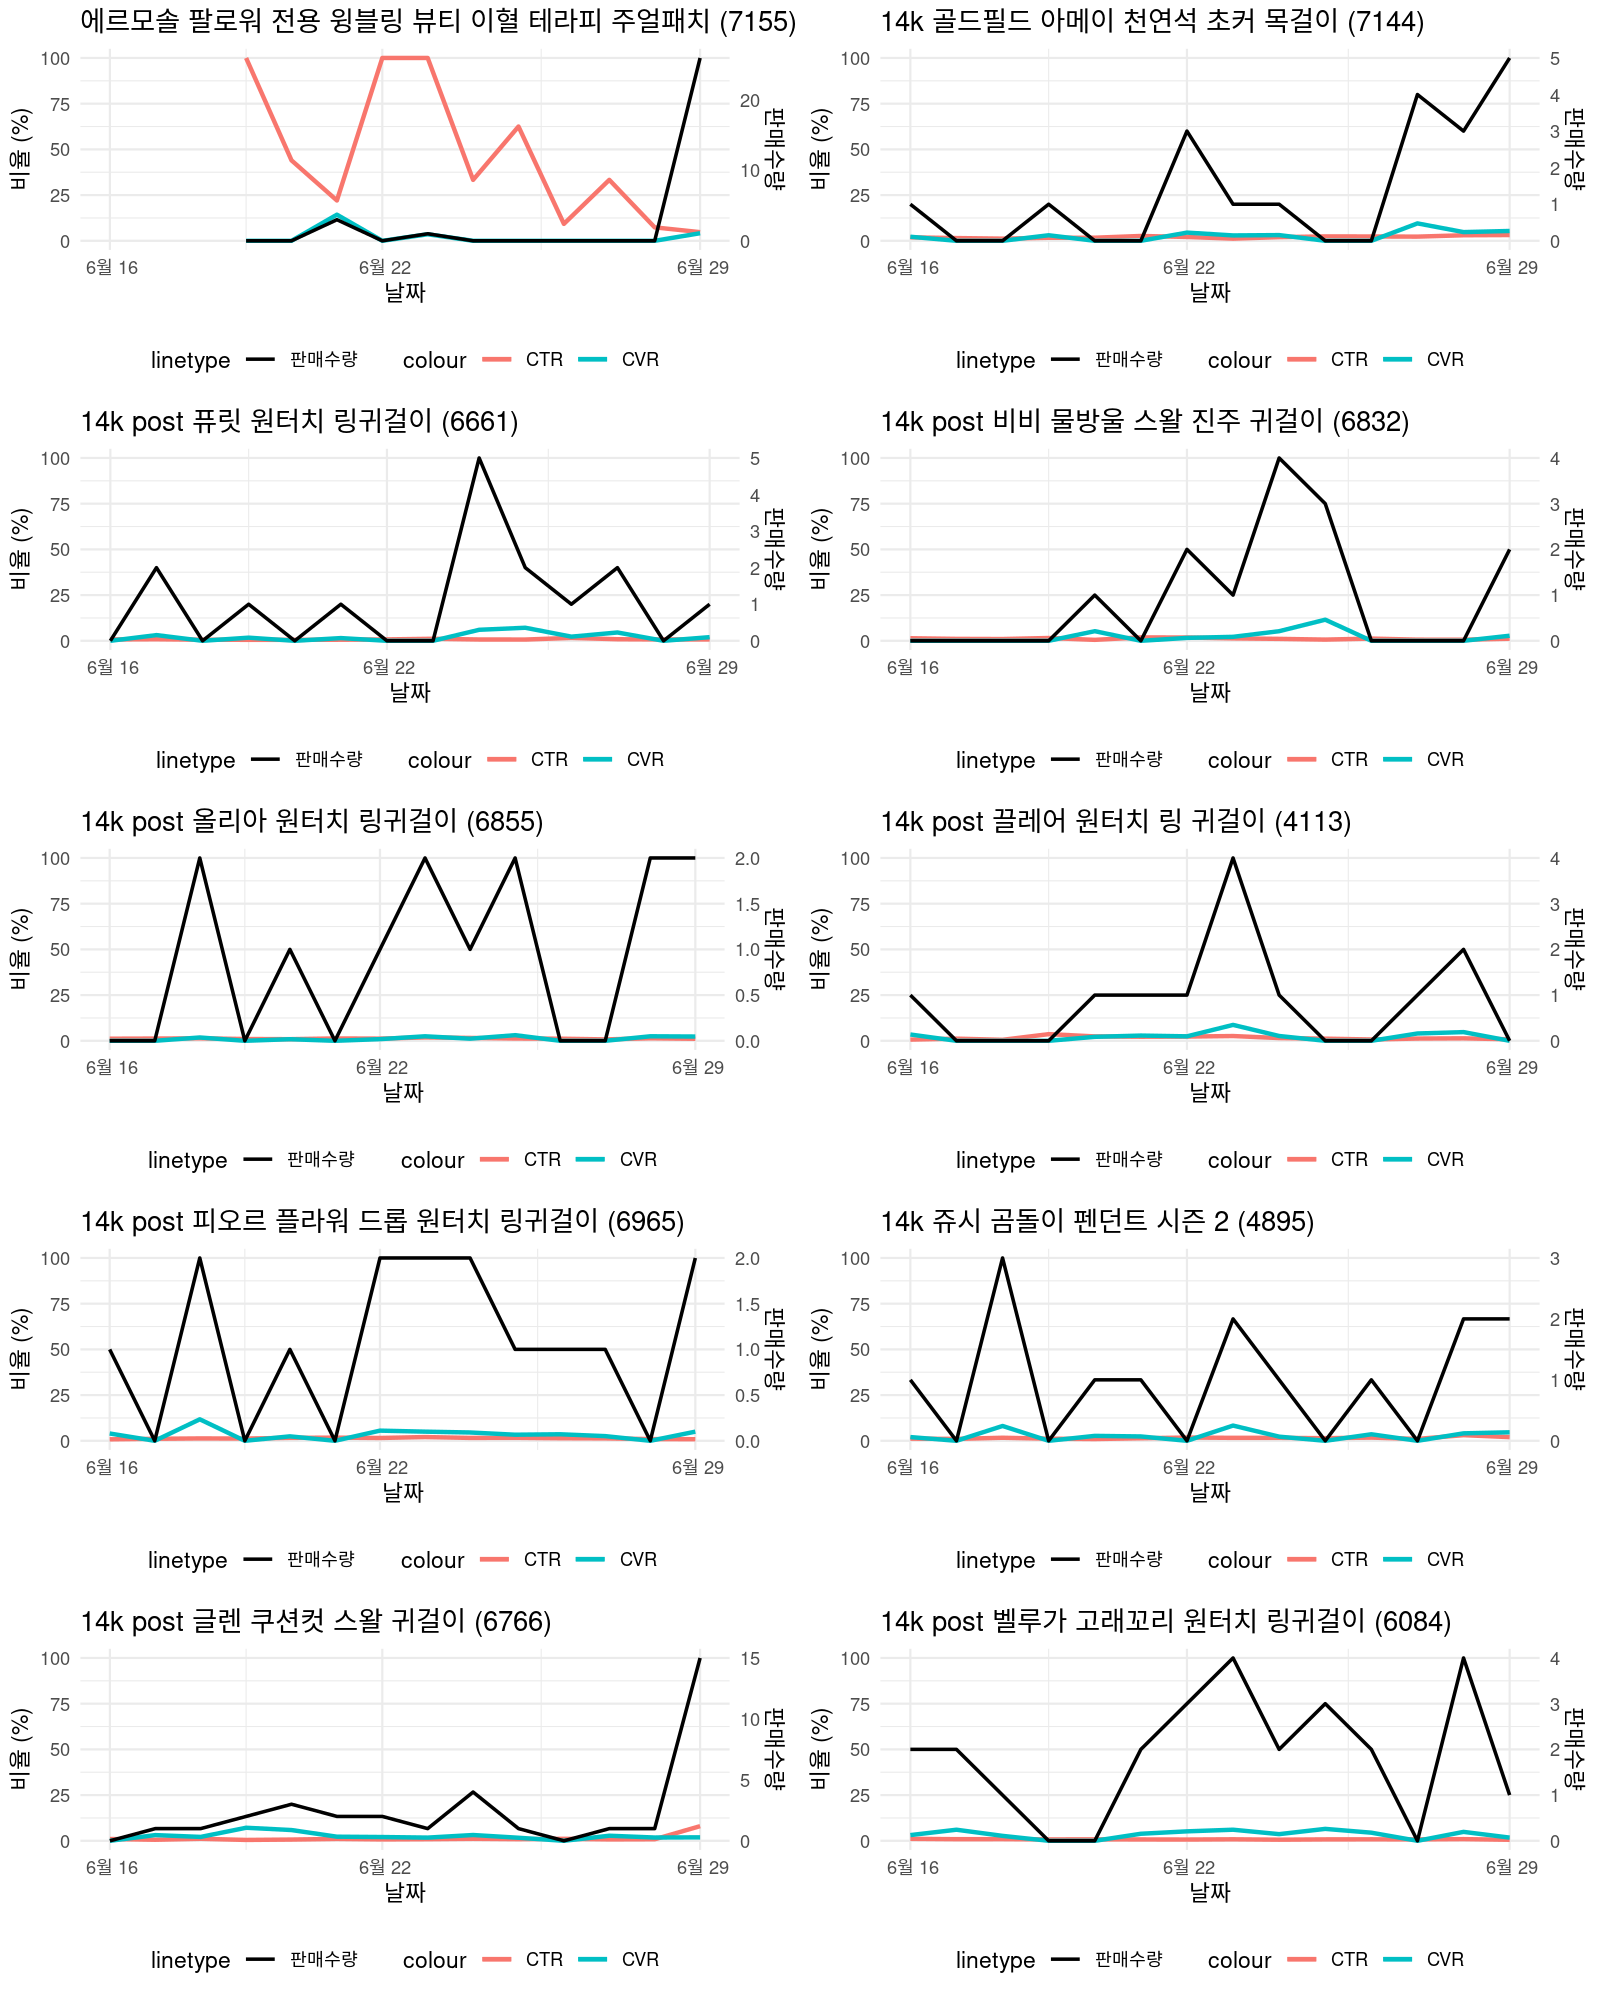 에르모솔 팔로워 전용 윙블링 뷰티 이혈 테라피 주얼패치 (7155)
100
75
50
25
0
비율 (%)
20
10
0
판매수량
6월 16
6월 22
6월 29
날짜
linetype 판매수량 colour CTR CVR
14k 골드필드 아메이 천연석 초커 목걸이 (7144)
100
75
50
25
0
비율 (%)
5
4
3
2
1
0
판매수량
6월 16
6월 22
6월 29
날짜
linetype 판매수량 colour CTR CVR
14k post 퓨릿 원터치 링귀걸이 (6661)
100
75
50
25
0
비율 (%)
5
4
3
2
1
0
판매수량
6월 16
6월 22
6월 29
날짜
linetype 판매수량 colour CTR CVR
14k post 비비 물방울 스왈 진주 귀걸이 (6832)
100
75
50
25
0
비율 (%)
4
3
2
1
0
판매수량
6월 16
6월 22
6월 29
날짜
linetype 판매수량 colour CTR CVR
14k post 올리아 원터치 링귀걸이 (6855)
100
75
50
25
0
비율 (%)
2.0
1.5
1.0
0.5
0.0
판매수량
6월 16
6월 22
6월 29
날짜
linetype 판매수량 colour CTR CVR
14k post 끌레어 원터치 링 귀걸이 (4113)
100
75
50
25
0
비율 (%)
4
3
2
1
0
판매수량
6월 16
6월 22
6월 29
날짜
linetype 판매수량 colour CTR CVR
14k post 피오르 플라워 드롭 원터치 링귀걸이 (6965)
100
75
50
25
0
비율 (%)
2.0
1.5
1.0
0.5
0.0
판매수량
6월 16
6월 22
6월 29
날짜
linetype 판매수량 colour CTR CVR
14k 쥬시 곰돌이 펜던트 시즌 2 (4895)
100
75
50
25
0
비율 (%)
3
2
1
0
판매수량
6월 16
6월 22
6월 29
날짜
linetype 판매수량 colour CTR CVR
14k post 글렌 쿠션컷 스왈 귀걸이 (6766)
100
75
50
25
0
비율 (%)
15
10
5
0
판매수량
6월 16
6월 22
6월 29
날짜
linetype 판매수량 colour CTR CVR
14k post 벨루가 고래꼬리 원터치 링귀걸이 (6084)
100
75
50
25
0
비율 (%)
4
3
2
1
0
판매수량
6월 16
6월 22
6월 29
날짜
linetype 판매수량 colour CTR CVR